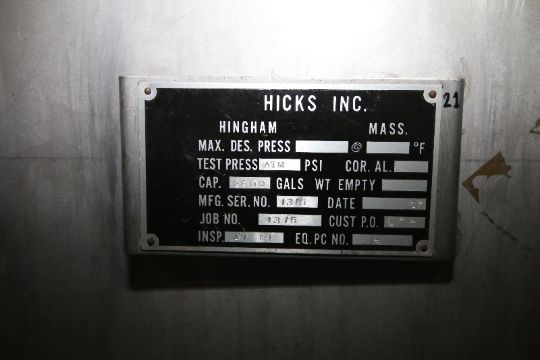 HICKS INC.
HINGHAM MASS.
MAX. DES. PRESS @ °F
TEST PRESS ATM PSI COR. AL.
CAP. GALS WT EMPTY
MFG. SER. NO. DATE
JOB NO. CUST P.O.
INSP. EQ. PC NO. 4
21